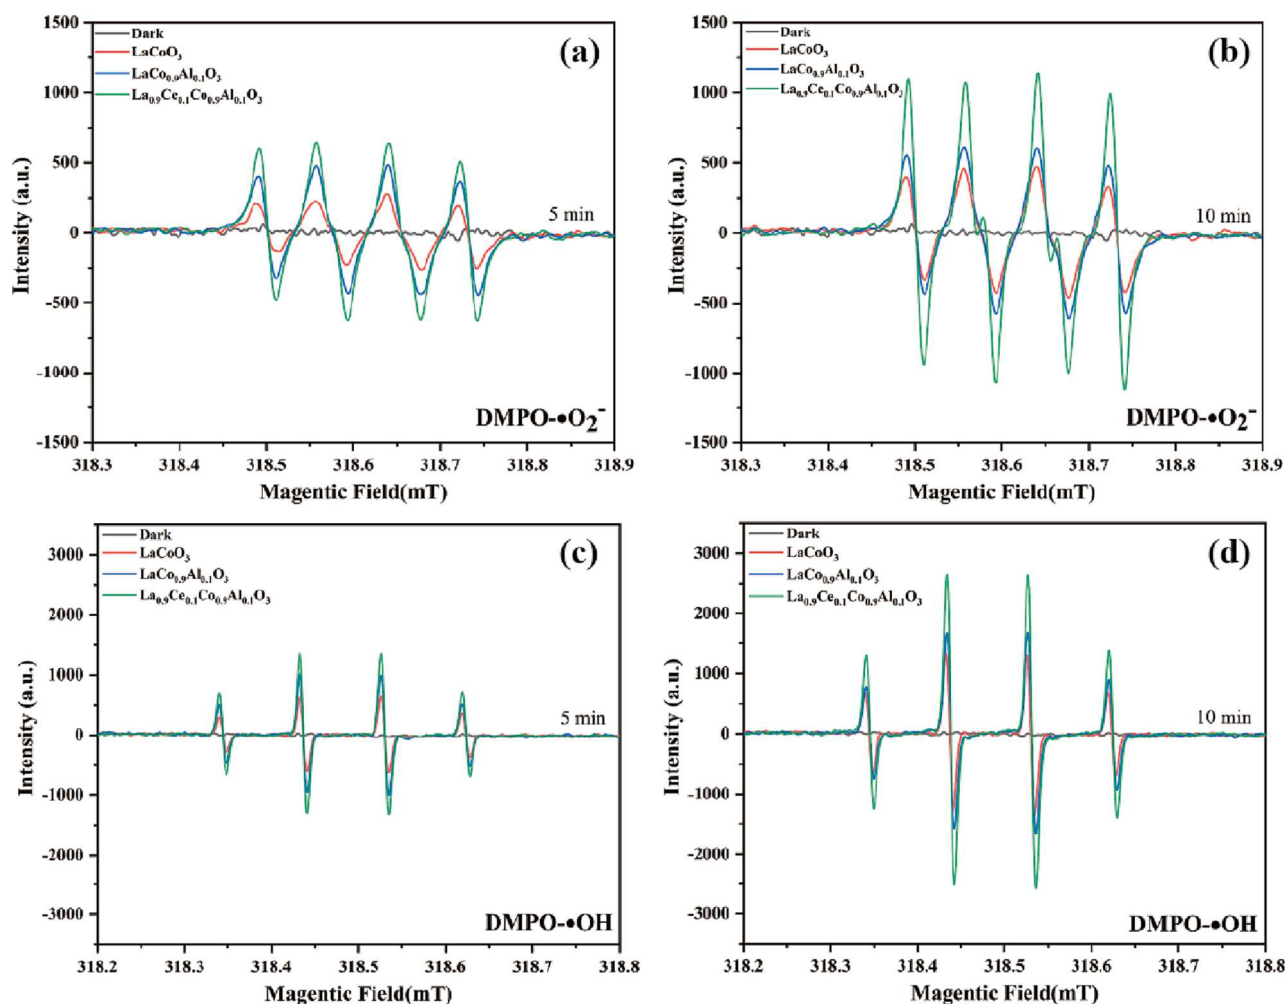 1500
1000
500
0
-500
-1000
-1500
Intensity (a.u.)
Dark
LaCoO₃
LaCo₀.₉Al₀.₁O₃
La₀.₉Ce₀.₁Co₀.₉Al₀.₁O₃
(a)
5 min
DMPO-•O₂⁻
318.3 318.4 318.5 318.6 318.7 318.8 318.9
Magentic Field(mT)
1500
1000
500
0
-500
-1000
-1500
Intensity (a.u.)
Dark
LaCoO₃
LaCo₀.₉Al₀.₁O₃
La₀.₉Ce₀.₁Co₀.₉Al₀.₁O₃
(b)
10 min
DMPO-•O₂⁻
318.3 318.4 318.5 318.6 318.7 318.8 318.9
Magentic Field(mT)
3000
2000
1000
0
-1000
-2000
-3000
Intensity (a.u.)
Dark
LaCoO₃
LaCo₀.₉Al₀.₁O₃
La₀.₉Ce₀.₁Co₀.₉Al₀.₁O₃
(c)
5 min
DMPO-•OH
318.2 318.3 318.4 318.5 318.6 318.7 318.8
Magentic Field(mT)
3000
2000
1000
0
-1000
-2000
-3000
Intensity (a.u.)
Dark
LaCoO₃
LaCo₀.₉Al₀.₁O₃
La₀.₉Ce₀.₁Co₀.₉Al₀.₁O₃
(d)
10 min
DMPO-•OH
318.2 318.3 318.4 318.5 318.6 318.7 318.8
Magentic Field(mT)